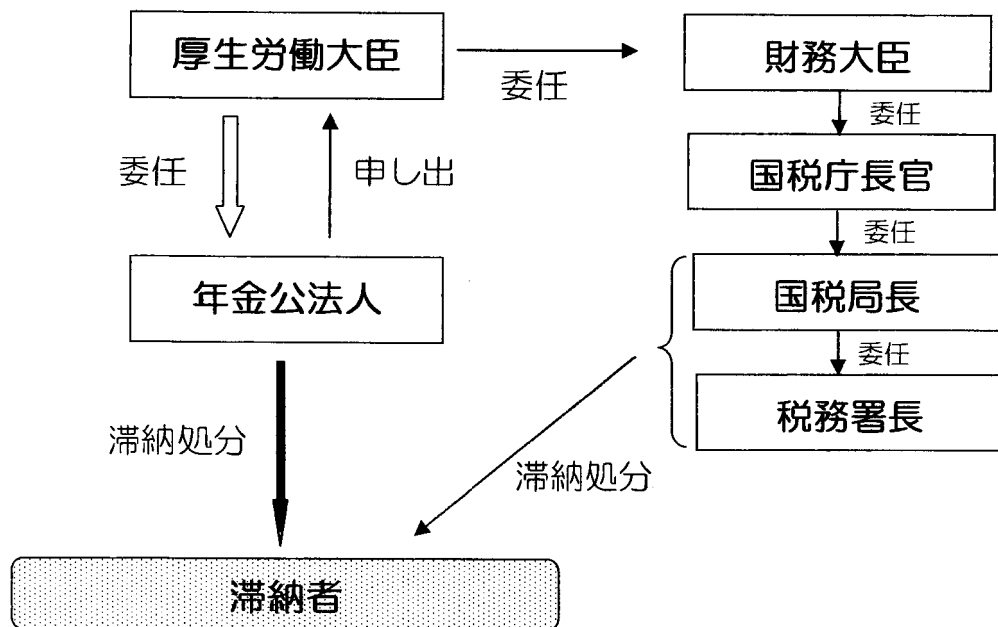 厚生労働大臣
委任
財務大臣
委任
国税庁長官
委任
申し出
委任
年金公法人
国税局長
委任
税務署長
滞納処分
滞納処分
滞納者